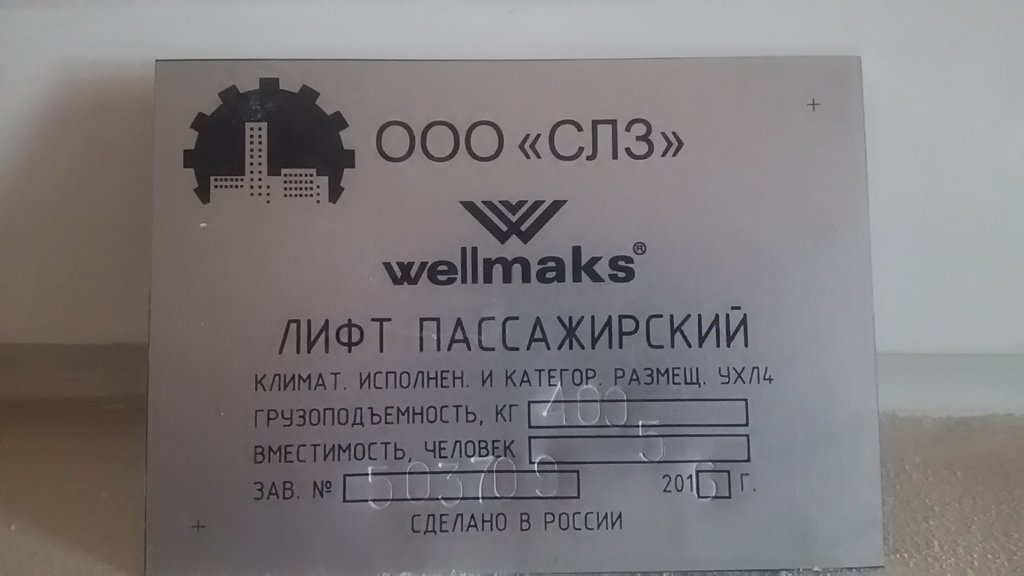 ООО «СЛЗ»
wellmaks®
ЛИФТ ПАССАЖИРСКИЙ
КЛИМАТ. ИСПОЛНЕН. И КАТЕГОР. РАЗМЕЩ. УХЛ4
ГРУЗОПОДЪЕМНОСТЬ, КГ 400
ВМЕСТИМОСТЬ, ЧЕЛОВЕК 5
ЗАВ. № 503709 201 Г.
СДЕЛАНО В РОССИИ